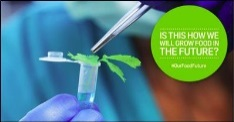 IS THIS HOW WE
WILL GROW FOOD IN
THE FUTURE?
#OurFoodFuture